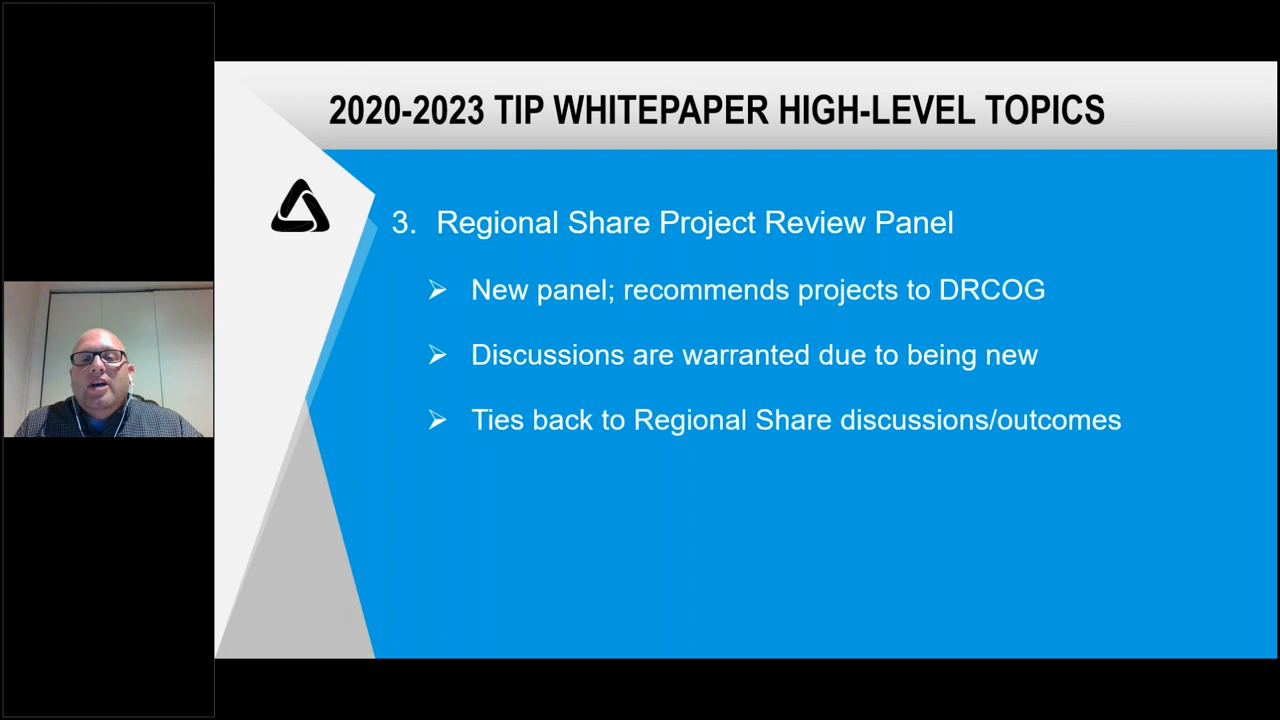 2020-2023 TIP WHITEPAPER HIGH-LEVEL TOPICS
3. Regional Share Project Review Panel
New panel; recommends projects to DRCOG
Discussions are warranted due to being new
Ties back to Regional Share discussions/outcomes